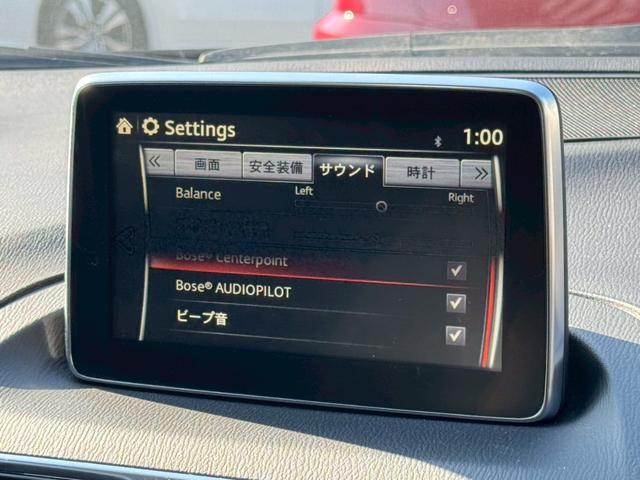 Settings
1:00
画面 安全装備 サウンド 時計
Balance Left Right
Bose® Centerpoint
Bose® AUDIOPILOT
ビープ音